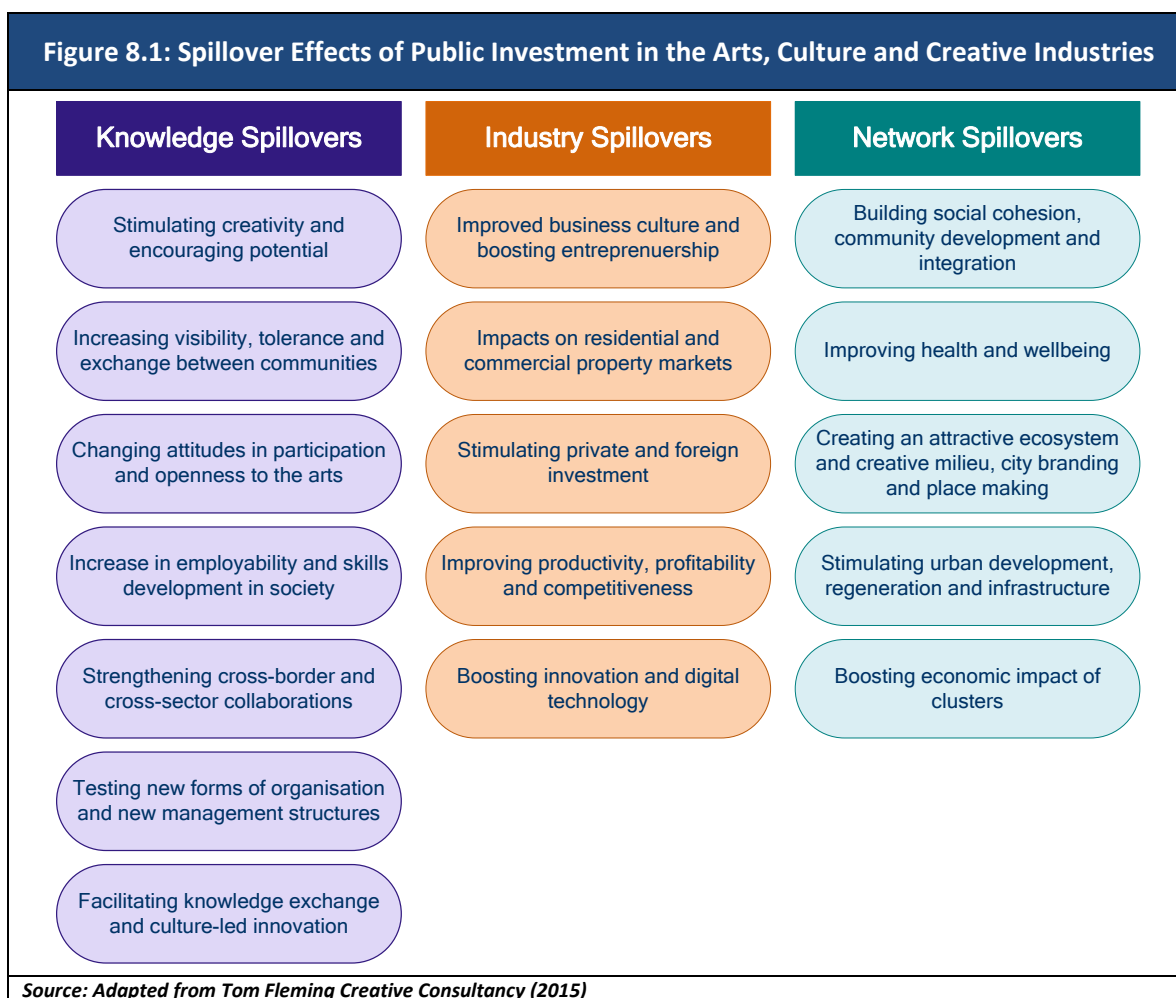 Figure 8.1: Spillover Effects of Public Investment in the Arts, Culture and Creative Industries
Knowledge Spillovers
Stimulating creativity and
encouraging potential
Increasing visibility, tolerance and
exchange between communities
Changing attitudes in participation
and openness to the arts
Increase in employability and skills
development in society
Strengthening cross-border and
cross-sector collaborations
Testing new forms of organisation
and new management structures
Facilitating knowledge exchange
and culture-led innovation
Industry Spillovers
Improved business culture and
boosting entreprenuership
Impacts on residential and
commercial property markets
Stimulating private and foreign
investment
Improving productivity, profitability
and competitiveness
Boosting innovation and digital
technology
Network Spillovers
Building social cohesion,
community development and
integration
Improving health and wellbeing
Creating an attractive ecosystem
and creative milieu, city branding
and place making
Stimulating urban development,
regeneration and infrastructure
Boosting economic impact of
clusters
Source: Adapted from Tom Fleming Creative Consultancy (2015)